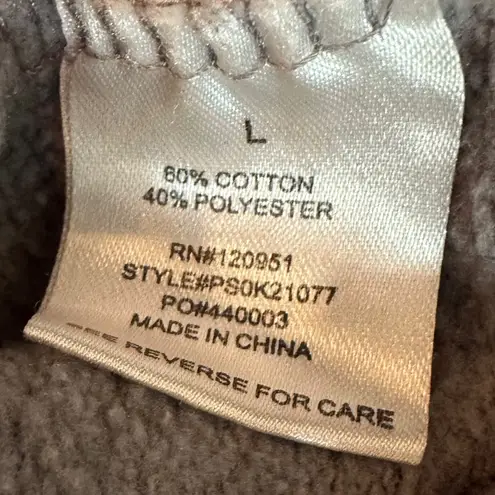 L
60% COTTON
40% POLYESTER
RN#120951
STYLE#PS0K21077
PO#440003
MADE IN CHINA
SEE REVERSE FOR CARE